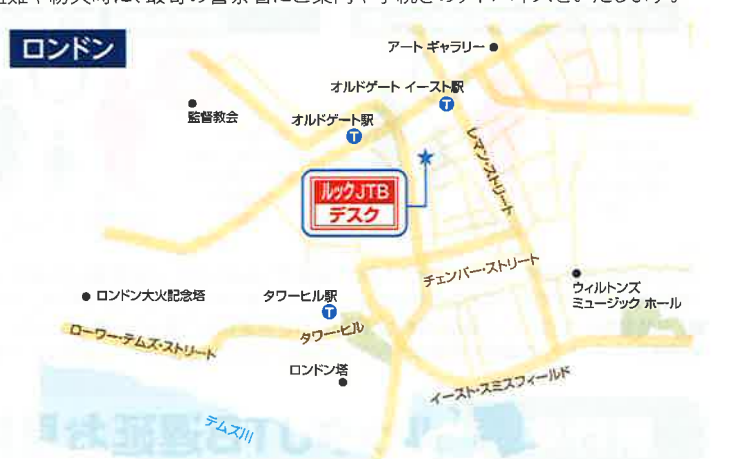 ロンドン
アート ギャラリー
オルドゲート イースト駅
監督教会
オルドゲート駅
レマン・ストリート
ルックJTB
デスク
チェンバー・ストリート
ウィルトンズ
ミュージック ホール
ロンドン大火記念塔
タワーヒル駅
タワー・ヒル
ローワー・テムズ・ストリート
ロンドン塔
イースト・スミスフィールド
テムズ川